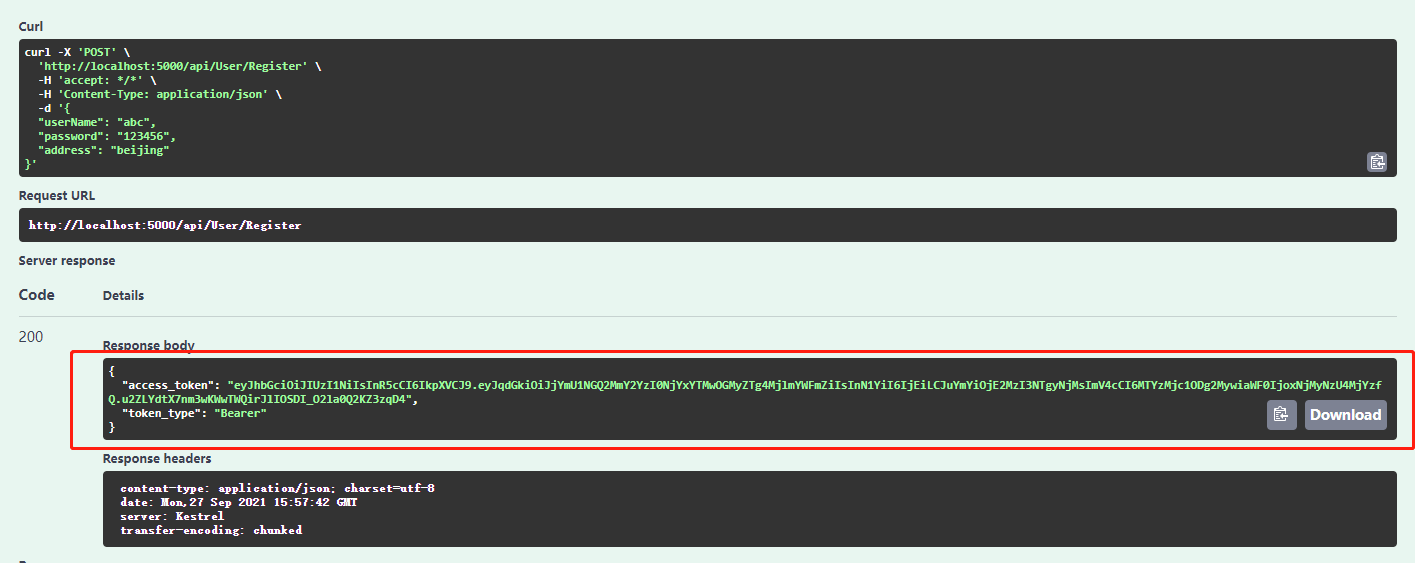 Curl
curl -X 'POST' \
'http://localhost:5000/api/User/Register' \
-H 'accept: */*' \
-H 'Content-Type: application/json' \
-d '{
"userName": "abc",
"password": "123456",
"address": "beijing"
}'
Request URL
http://localhost:5000/api/User/Register
Server response
Code Details
200
Response body
{
"access_token": "eyJhbGciOiJIUzI1NiIsInR5cCI6IkpXVCJ9.eyJqdGkiOiJjYmU1NGQ2MmY2YzI0NjYxYTMwOGMyZTg4MjlmYWFmZiIsInN1YiI6IjEiLCJuYmYiOjE2MzI3NTgyNjMsImV4cCI6MTYzMjc1ODg2MywiaWF0IjoxNjMyNzU4MjYzf
Q.u2ZLYdtX7nm3wKWwTWQirJlIOSDI_O2la0Q2KZ3zqD4",
"token_type": "Bearer"
}
Download
Response headers
content-type: application/json; charset=utf-8
date: Mon,27 Sep 2021 15:57:42 GMT
server: Kestrel
transfer-encoding: chunked